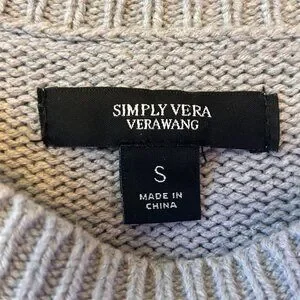 SIMPLY VERA
VERAWANG
S
MADE IN
CHINA